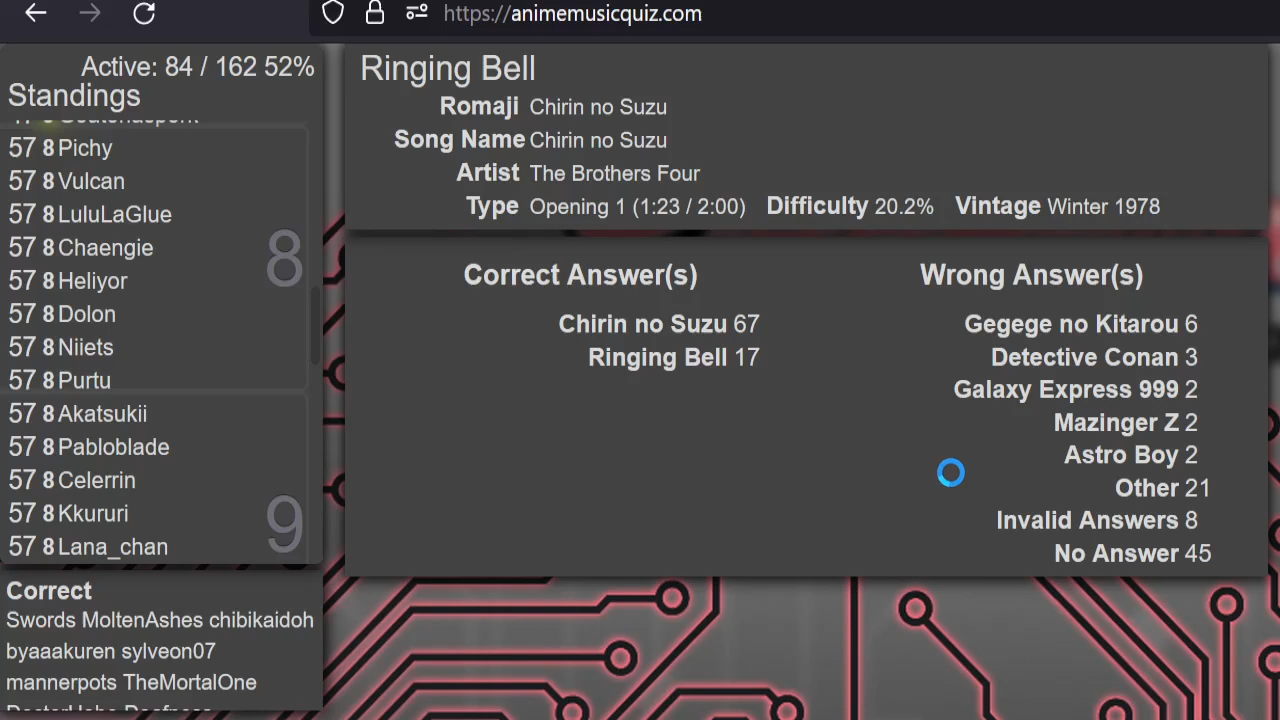 https://animemusicquiz.com
Active: 84 / 162 52%
Standings
57 8 Pichy
57 8 Vulcan
57 8 LuluLaGlue
57 8 Chaengie
57 8 Heliyor
57 8 Dolon
57 8 Niiets
57 8 Purtu
8
57 8 Akatsukii
57 8 Pabloblade
57 8 Celerrin
57 8 Kkururi
57 8 Lana_chan
9
Correct
Swords MoltenAshes chibikaidoh
byaaakuren sylveon07
mannerpots TheMortalOne
Ringing Bell
Romaji Chirin no Suzu
Song Name Chirin no Suzu
Artist The Brothers Four
Type Opening 1 (1:23 / 2:00) Difficulty 20.2% Vintage Winter 1978
Correct Answer(s)
Chirin no Suzu 67
Ringing Bell 17
Wrong Answer(s)
Gegege no Kitarou 6
Detective Conan 3
Galaxy Express 999 2
Mazinger Z 2
Astro Boy 2
Other 21
Invalid Answers 8
No Answer 45